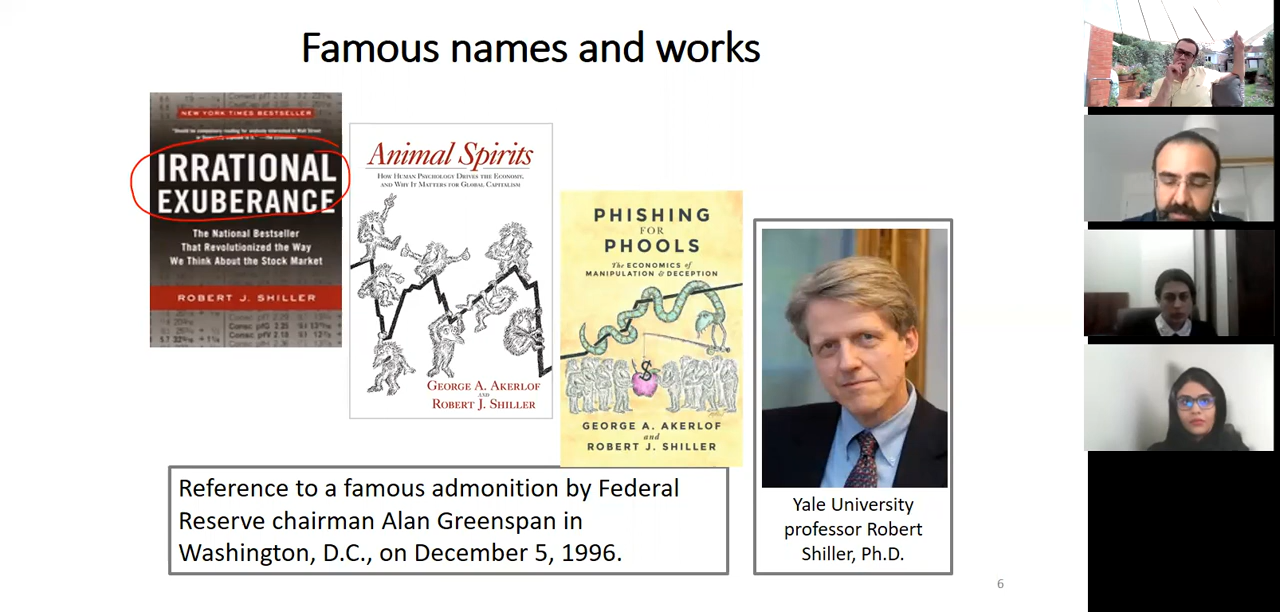 Famous names and works
NEW YORK TIMES BESTSELLER
IRRATIONAL
EXUBERANCE
The National Bestseller
That Revolutionized the Way
We Think About the Stock Market
ROBERT J. SHILLER
Animal Spirits
HOW HUMAN PSYCHOLOGY DRIVES THE ECONOMY,
AND WHY IT MATTERS FOR GLOBAL CAPITALISM
GEORGE A. AKERLOF
AND
ROBERT J. SHILLER
PHISHING
FOR
PHOOLS
The ECONOMICS of
MANIPULATION & DECEPTION
$
GEORGE A. AKERLOF
and
ROBERT J. SHILLER
Reference to a famous admonition by Federal
Reserve chairman Alan Greenspan in
Washington, D.C., on December 5, 1996.
Yale University
professor Robert
Shiller, Ph.D.
6